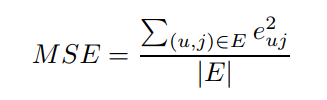 MSE = \frac{\sum_{(u,j) \in E} e_{uj}^2}{|E|}